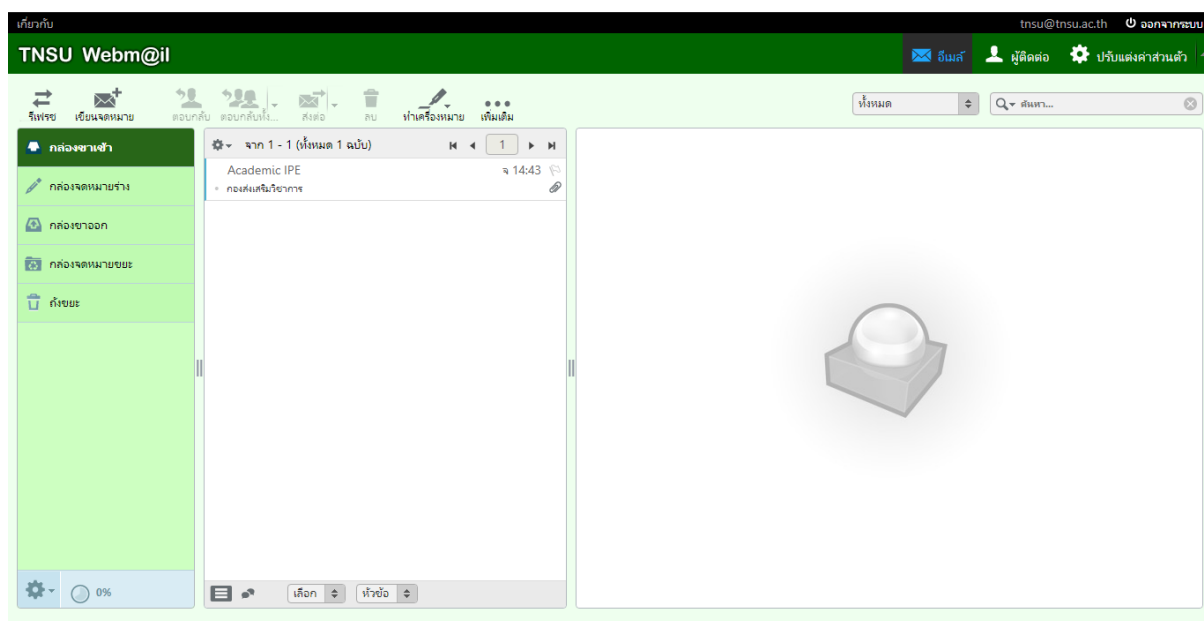 เกี่ยวกับ
tnsu@tnsu.ac.th ออกจากระบบ
TNSU Webm@il
อีเมล์ ผู้ติดต่อ ปรับแต่งค่าส่วนตัว
รีเฟรช เขียนจดหมาย ตอบกลับ ตอบกลับทั้ง... ส่งต่อ ลบ ทำเครื่องหมาย เพิ่มเติม
ทั้งหมด ค้นหา...
กล่องขาเข้า
กล่องจดหมายร่าง
กล่องขาออก
กล่องจดหมายขยะ
ถังขยะ
0%
จาก 1 - 1 (ทั้งหมด 1 ฉบับ) 1
Academic IPE จ 14:43
กองส่งเสริมวิชาการ
เลือก หัวข้อ